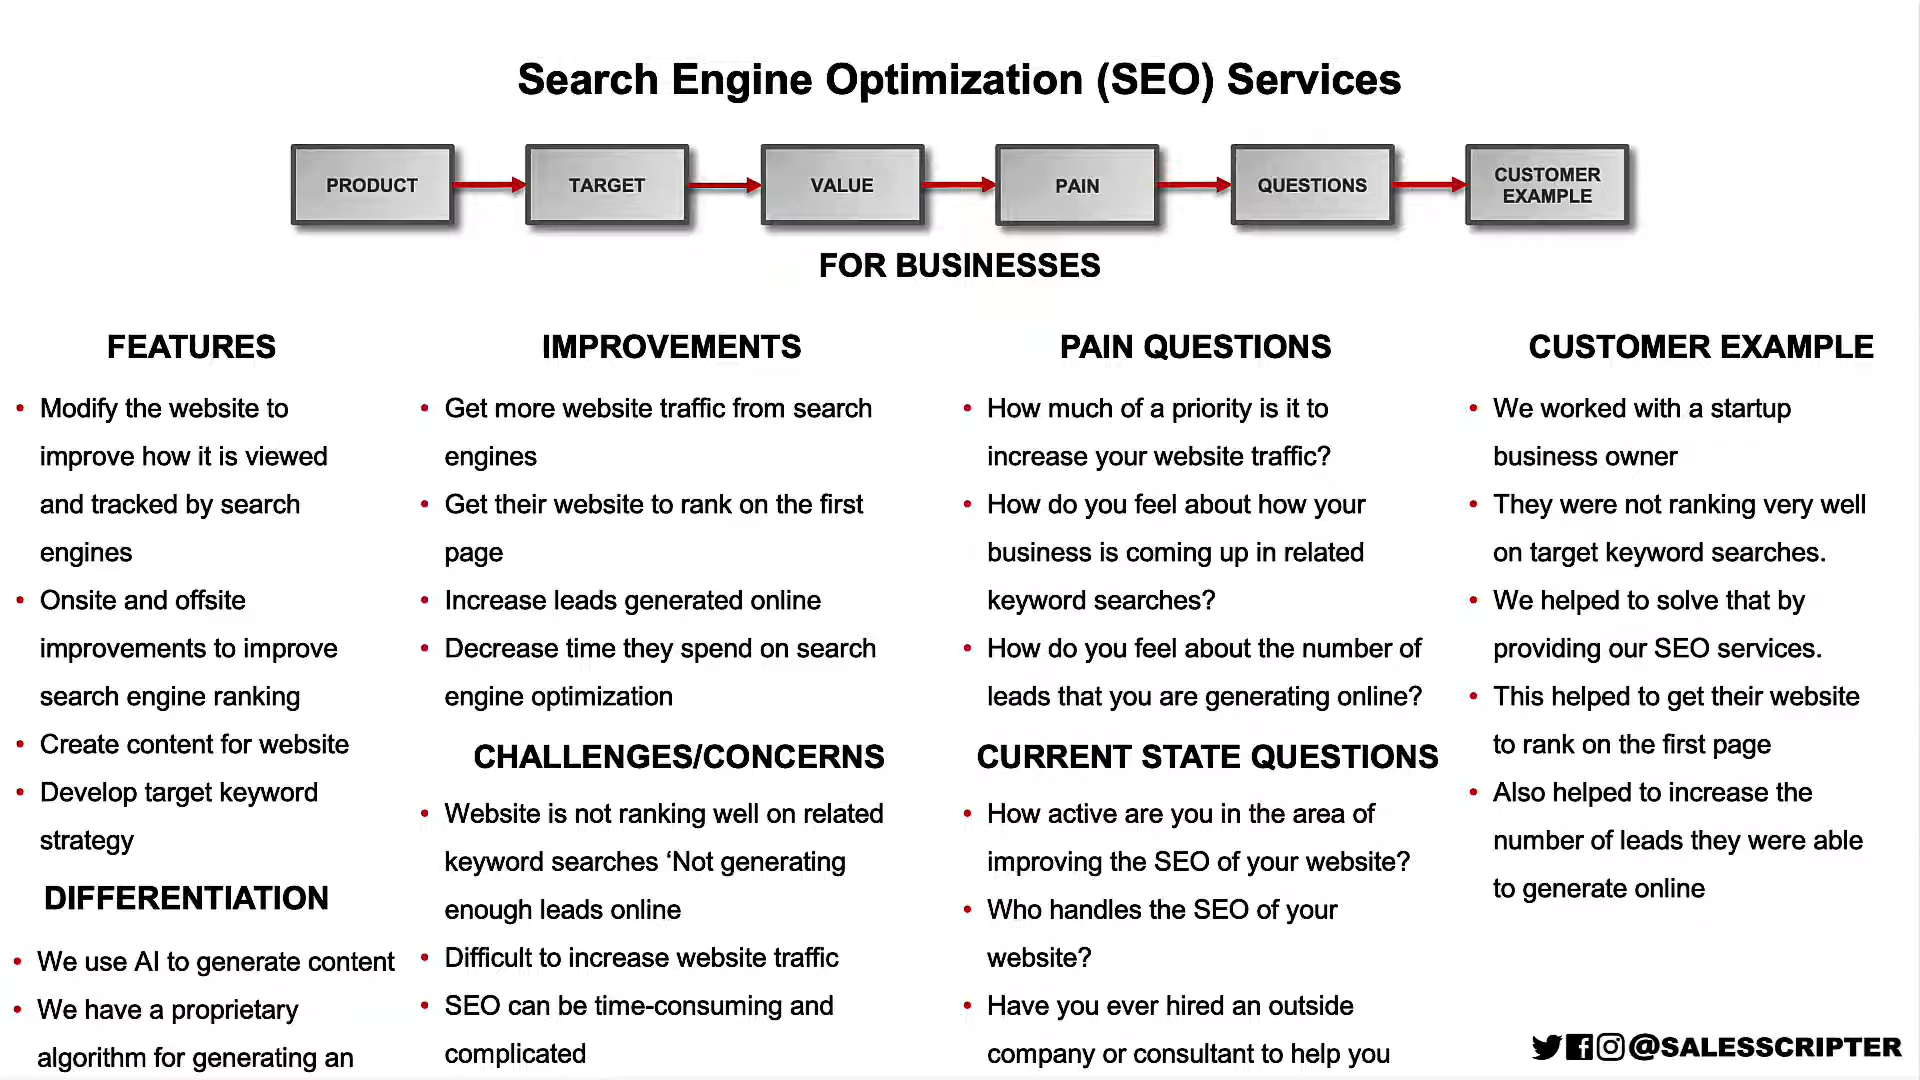 Search Engine Optimization (SEO) Services
PRODUCT
TARGET
VALUE
PAIN
QUESTIONS
CUSTOMER
EXAMPLE
FOR BUSINESSES
FEATURES
• Modify the website to
improve how it is viewed
and tracked by search
engines
• Onsite and offsite
improvements to improve
search engine ranking
• Create content for website
• Develop target keyword
strategy
DIFFERENTIATION
• We use AI to generate content
• We have a proprietary
algorithm for generating an
IMPROVEMENTS
• Get more website traffic from search
engines
• Get their website to rank on the first
page
• Increase leads generated online
• Decrease time they spend on search
engine optimization
CHALLENGES/CONCERNS
• Website is not ranking well on related
keyword searches ‘Not generating
enough leads online
• Difficult to increase website traffic
• SEO can be time-consuming and
complicated
PAIN QUESTIONS
• How much of a priority is it to
increase your website traffic?
• How do you feel about how your
business is coming up in related
keyword searches?
• How do you feel about the number of
leads that you are generating online?
CURRENT STATE QUESTIONS
• How active are you in the area of
improving the SEO of your website?
• Who handles the SEO of your
website?
• Have you ever hired an outside
company or consultant to help you
CUSTOMER EXAMPLE
• We worked with a startup
business owner
• They were not ranking very well
on target keyword searches.
• We helped to solve that by
providing our SEO services.
• This helped to get their website
to rank on the first page
• Also helped to increase the
number of leads they were able
to generate online
@SALESSCRIPTER